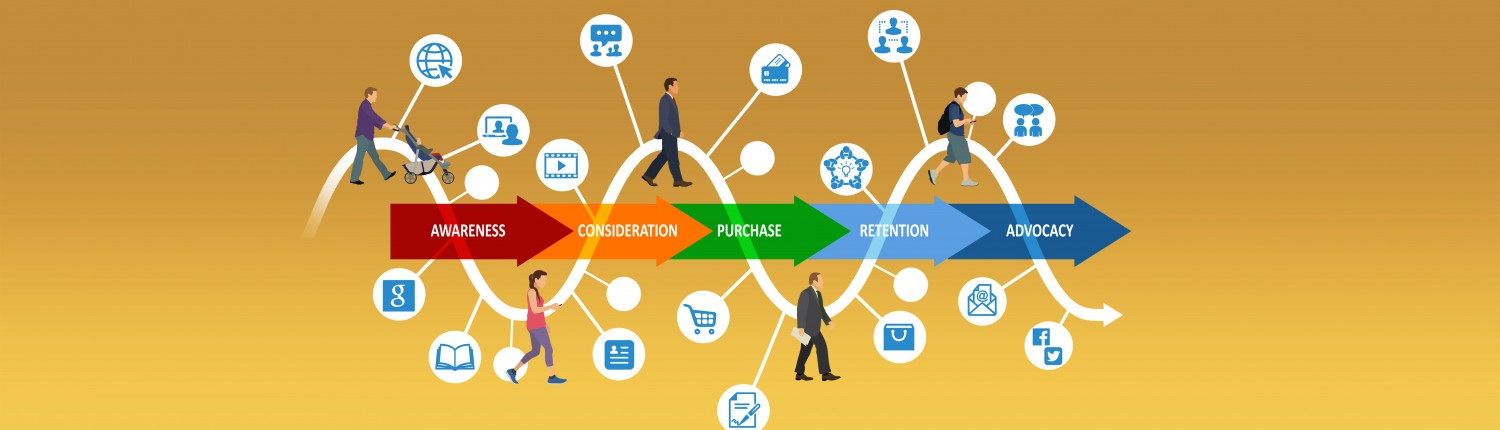 AWARENESS
CONSIDERATION
PURCHASE
RETENTION
ADVOCACY
g
@
f